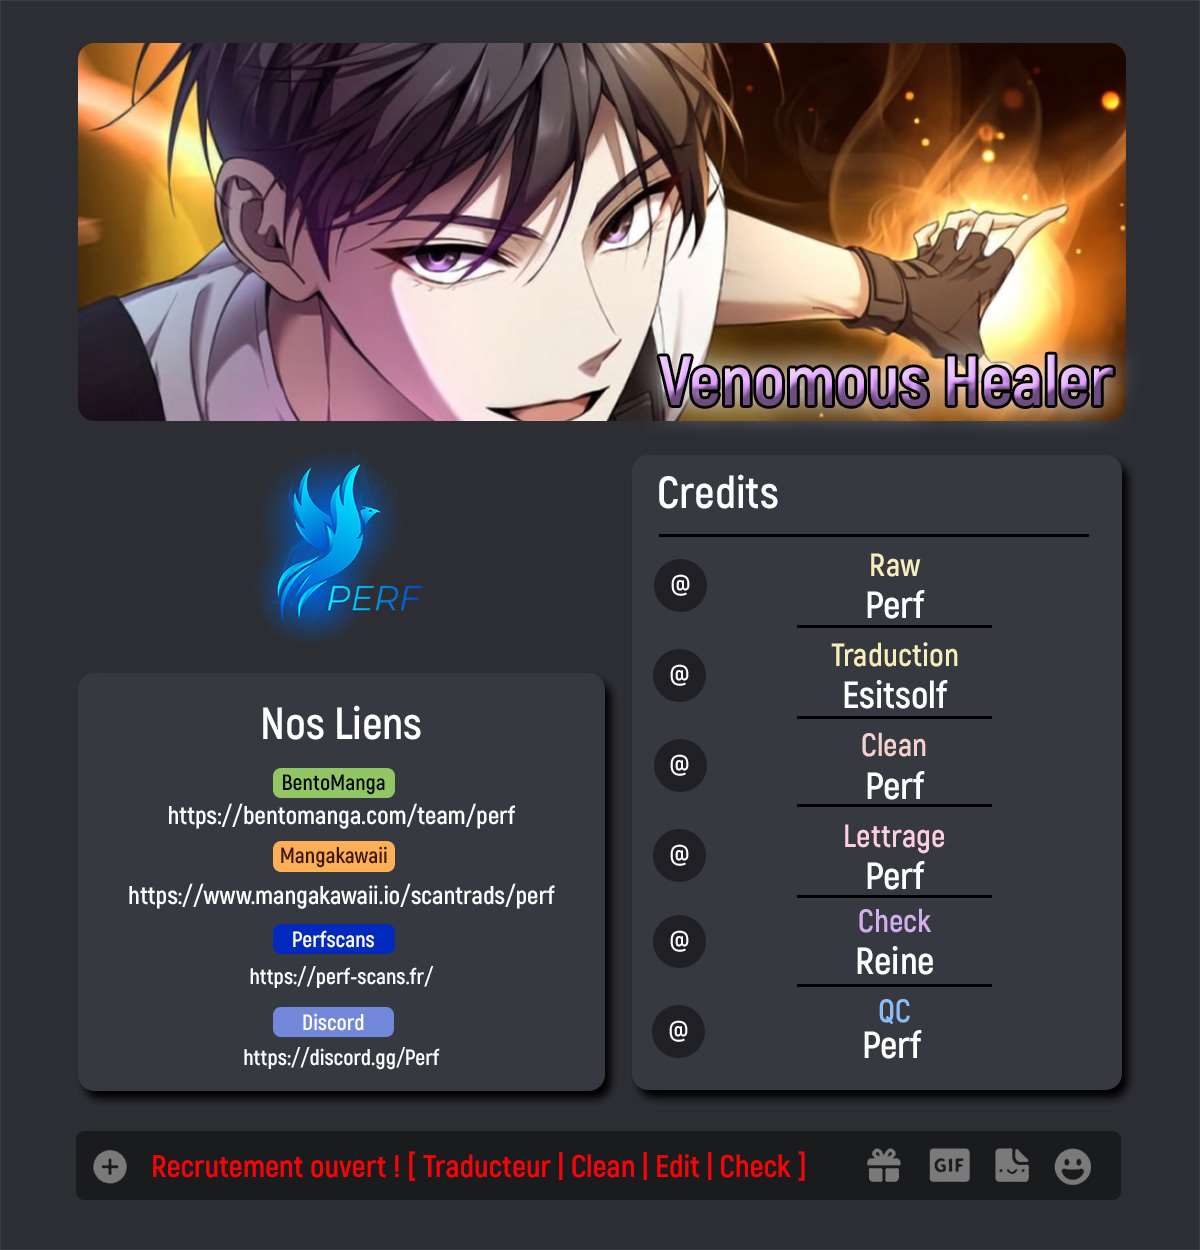 Venomous Healer
PERF
Nos Liens
BentoManga
https://bentomanga.com/team/perf
Mangakawaii
https://www.mangakawaii.io/scantrads/perf
Perfscans
https://perf-scans.fr/
Discord
https://discord.gg/Perf
Credits
@
Raw
Perf
@
Traduction
Esitsolf
@
Clean
Perf
@
Lettrage
Perf
@
Check
Reine
@
QC
Perf
Recrutement ouvert ! [ Traducteur | Clean | Edit | Check ]
GIF